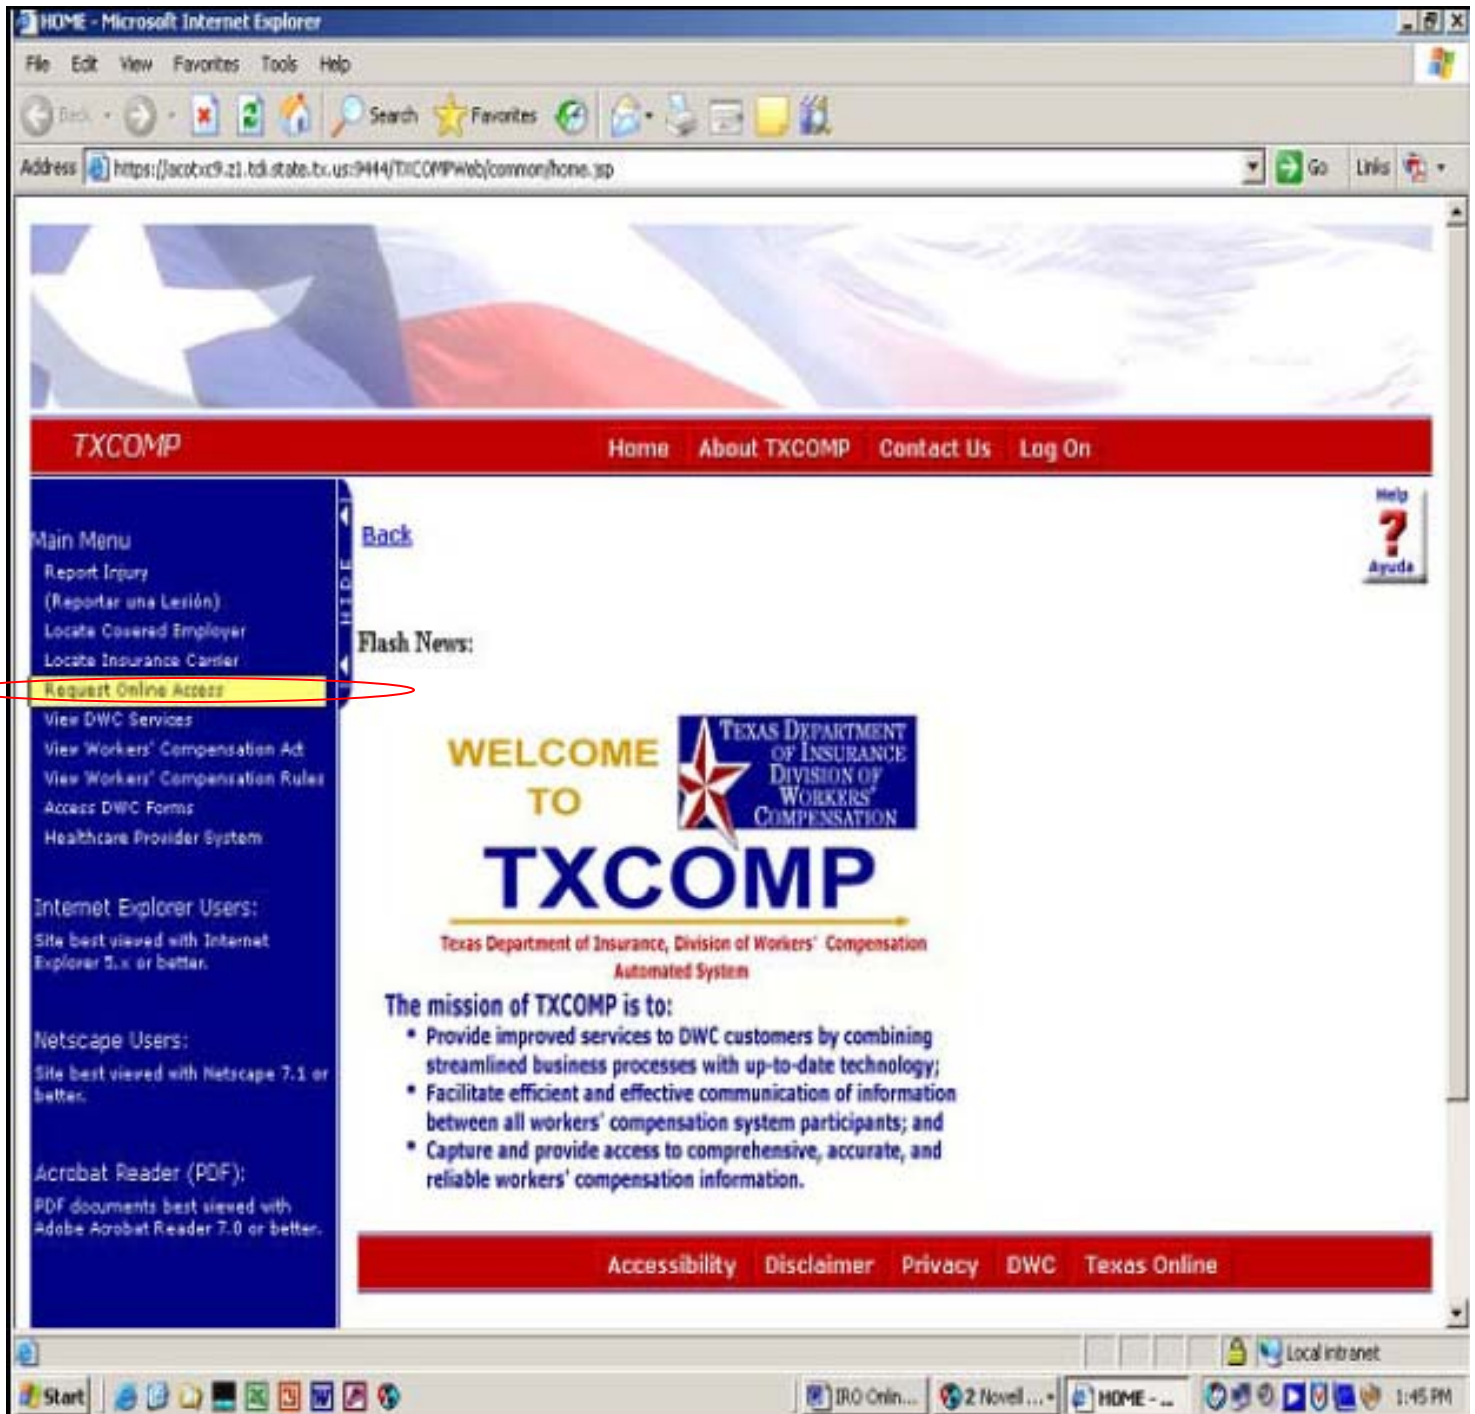 HOME - Microsoft Internet Explorer
File Edit View Favorites Tools Help
Back Search Favorites
Address https://acotxc9.z1.tdi.state.tx.us:9444/TXCOMPWeb/common/home.jsp Go Links
TXCOMP Home About TXCOMP Contact Us Log On
Help
Ayuda
HIDE
Main Menu
Report Injury
(Reportar una Lesión)
Locate Covered Employer
Locate Insurance Carrier
Request Online Access
View DWC Services
View Workers' Compensation Act
View Workers' Compensation Rules
Access DWC Forms
Healthcare Provider System
Internet Explorer Users:
Site best viewed with Internet
Explorer 5.x or better.
Netscape Users:
Site best viewed with Netscape 7.1 or
better.
Acrobat Reader (PDF):
PDF documents best viewed with
Adobe Acrobat Reader 7.0 or better.
Back
Flash News:
WELCOME
TO
TEXAS DEPARTMENT
OF INSURANCE
DIVISION OF
WORKERS'
COMPENSATION
TXCOMP
Texas Department of Insurance, Division of Workers' Compensation
Automated System
The mission of TXCOMP is to:
• Provide improved services to DWC customers by combining
streamlined business processes with up-to-date technology;
• Facilitate efficient and effective communication of information
between all workers' compensation system participants; and
• Capture and provide access to comprehensive, accurate, and
reliable workers' compensation information.
Accessibility Disclaimer Privacy DWC Texas Online
Local intranet
Start IRO Onlin... 2 Novell ... HOME - ... 1:45 PM